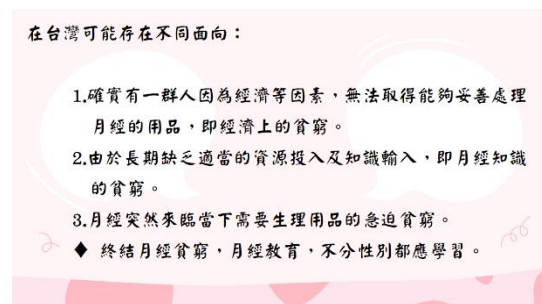 在台灣可能存在不同面向：
1.確實有一群人因為經濟等因素，無法取得能夠妥善處理
月經的用品，即經濟上的貧窮。
2.由於長期缺乏適當的資源投入及知識輸入，即月經知識
的貧窮。
3.月經突然來臨當下需要生理用品的急迫貧窮。
♦ 終結月經貧窮，月經教育，不分性別都應學習。